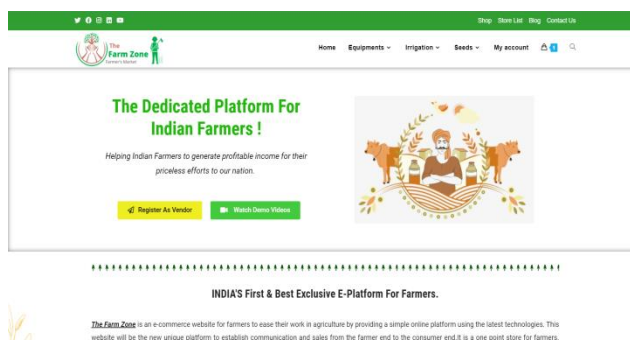 Shop Store List Blog Contact Us
The
Farm Zone
Farmer's Market
Home Equipments Irrigation Seeds My account
The Dedicated Platform For
Indian Farmers !
Helping Indian Farmers to generate profitable income for their
priceless efforts to our nation.
Register As Vendor Watch Demo Videos
INDIA'S First & Best Exclusive E-Platform For Farmers.
The Farm Zone is an e-commerce website for farmers to ease their work in agriculture by providing a simple online platform using the latest technologies. This
website will be the new unique platform to establish communication and sales from the farmer end to the consumer end.It is a one point store for farmers.